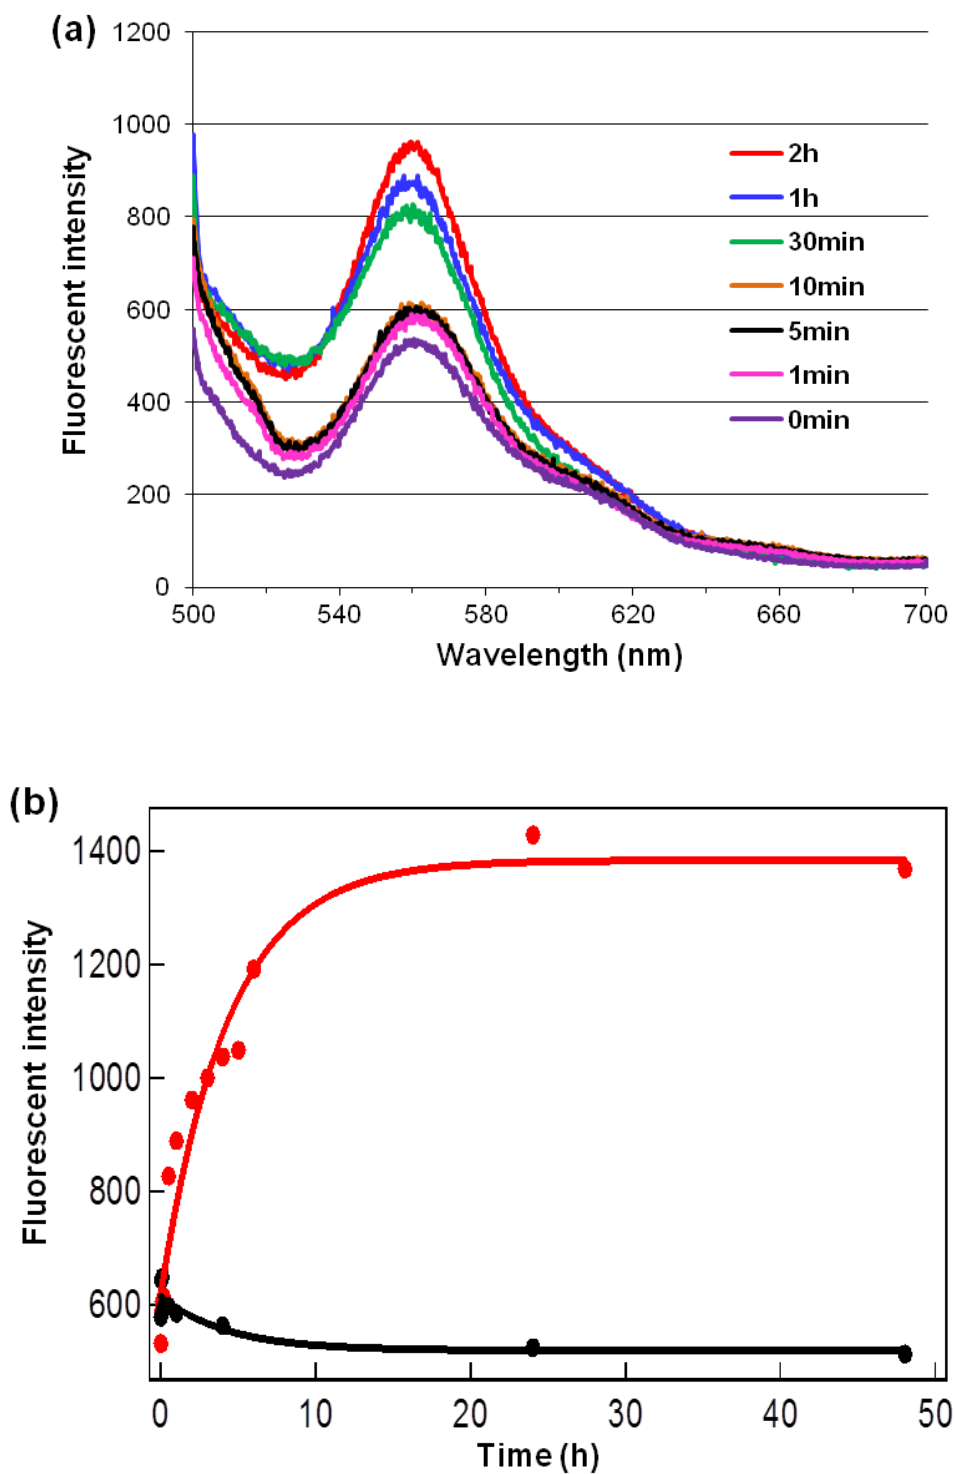 (a)
1200
1000
800
600
400
200
0
Fluorescent intensity
2h
1h
30min
10min
5min
1min
0min
500 540 580 620 660 700
Wavelength (nm)
(b)
1400
1200
1000
800
600
Fluorescent intensity
0 10 20 30 40 50
Time (h)